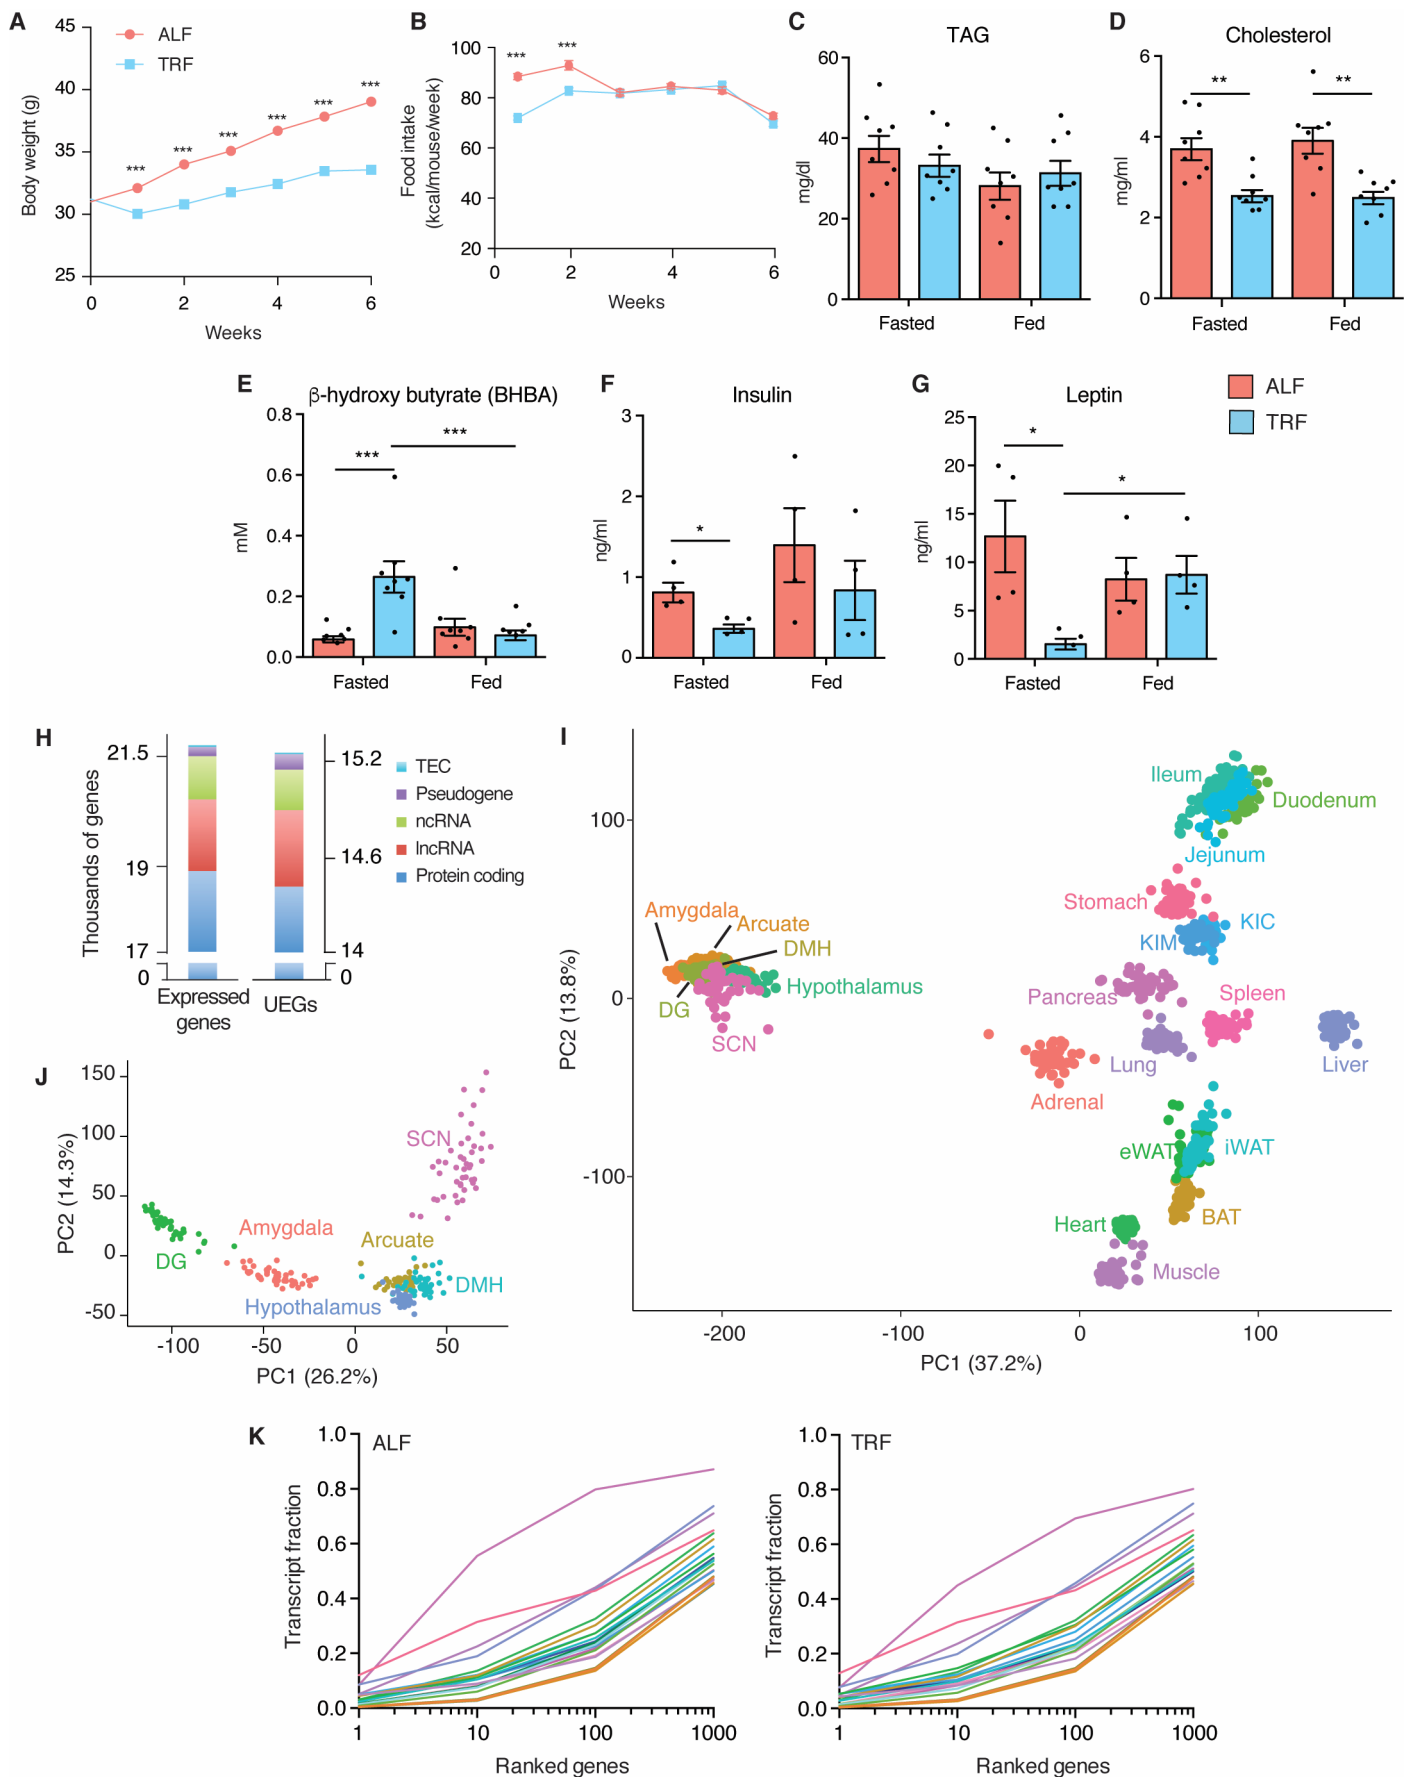 A
45
40
35
30
25
Body weight (g)
ALF
TRF
***
***
***
***
***
***
0
2
4
6
Weeks
B
100
80
60
40
20
Food intake
(kcal/mouse/week)
***
***
0
2
4
6
Weeks
C
TAG
60
40
20
0
mg/dl
Fasted
Fed
D
Cholesterol
6
4
2
0
mg/ml
**
**
Fasted
Fed
E
β-hydroxy butyrate (BHBA)
0.8
0.6
0.4
0.2
0.0
mM
***
***
Fasted
Fed
F
Insulin
3
2
1
0
ng/ml
*
Fasted
Fed
G
Leptin
25
20
15
10
5
0
ng/ml
*
*
Fasted
Fed
ALF
TRF
H
Thousands of genes
21.5
19
17
0
15.2
14.6
14
0
Expressed
genes
UEGs
TEC
Pseudogene
ncRNA
lncRNA
Protein coding
I
PC2 (13.8%)
100
0
-100
Ileum
Duodenum
Jejunum
Stomach
KIC
KIM
Amygdala
Arcuate
DMH
Hypothalamus
DG
SCN
Pancreas
Spleen
Lung
Liver
Adrenal
eWAT
iWAT
BAT
Heart
Muscle
-200
-100
0
100
PC1 (37.2%)
J
PC2 (14.3%)
150
100
50
0
-50
SCN
Amygdala
Arcuate
DG
DMH
Hypothalamus
-100
-50
0
50
PC1 (26.2%)
K
ALF
1.0
0.8
0.6
0.4
0.2
0.0
Transcript fraction
1
10
100
1000
Ranked genes
TRF
1.0
0.8
0.6
0.4
0.2
0.0
Transcript fraction
1
10
100
1000
Ranked genes